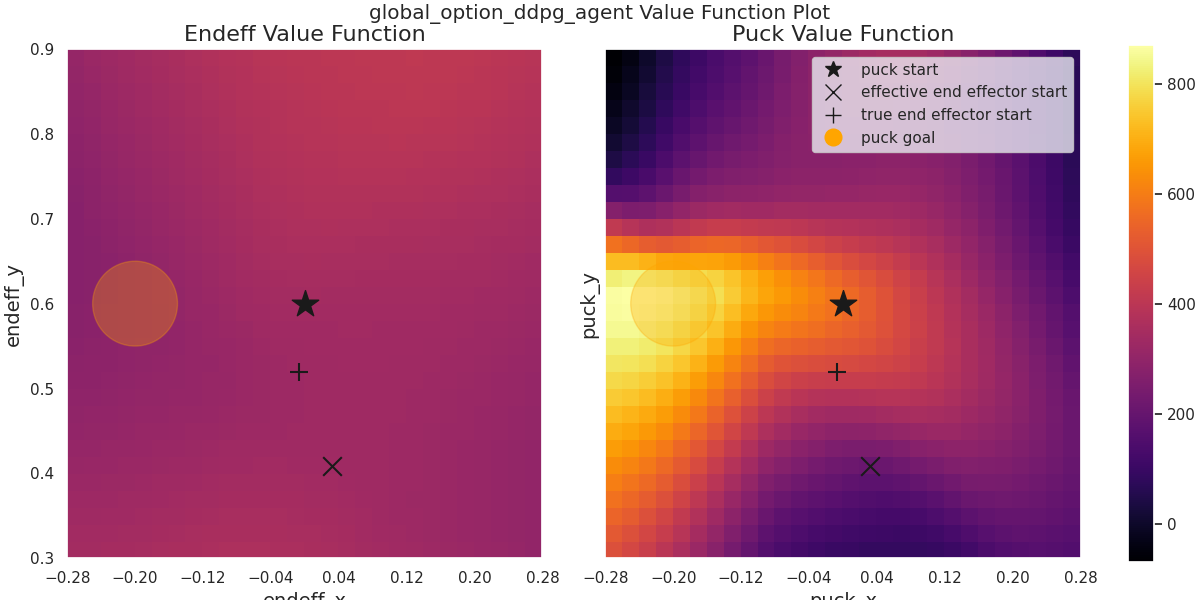 global_option_ddpg_agent Value Function Plot
Endeff Value Function
Puck Value Function
0.9
0.8
0.7
0.6
0.5
0.4
0.3
endeff_y
−0.28 −0.20 −0.12 −0.04 0.04 0.12 0.20 0.28
endeff_x
puck_y
puck start
effective end effector start
true end effector start
puck goal
−0.28 −0.20 −0.12 −0.04 0.04 0.12 0.20 0.28
puck_x
800
600
400
200
0